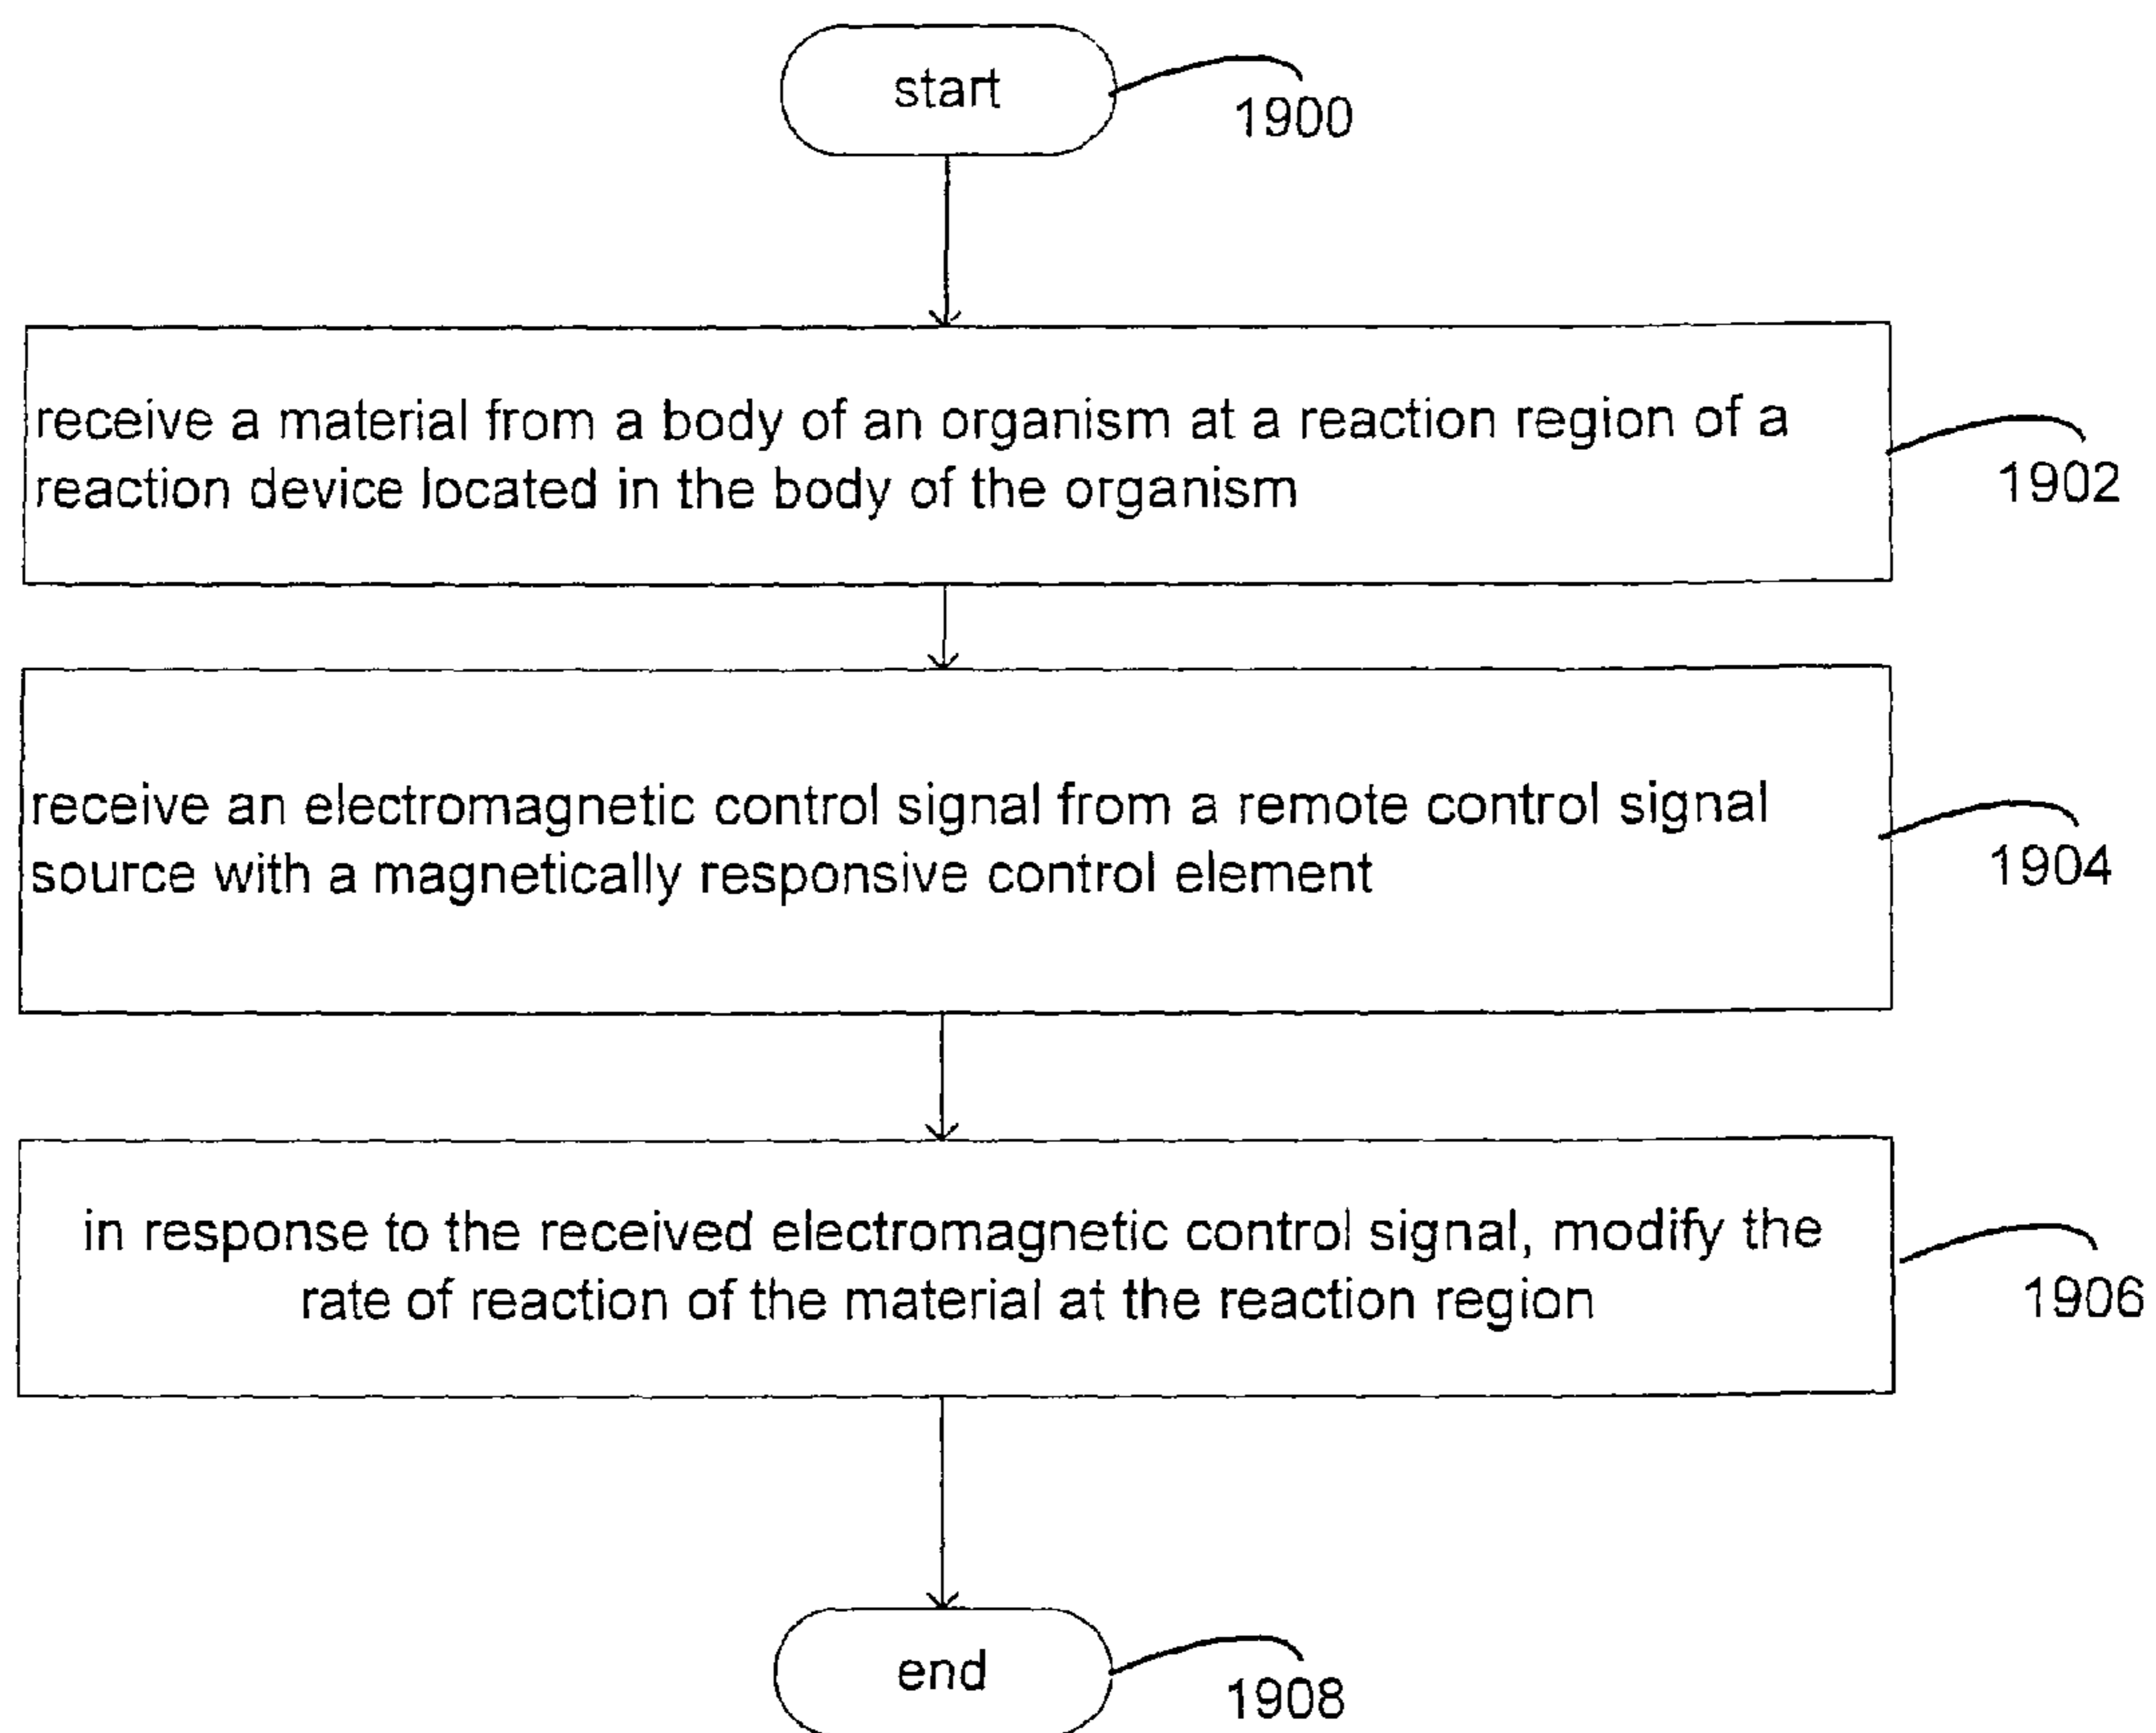 start
1900
receive a material from a body of an organism at a reaction region of a
reaction device located in the body of the organism
1902
receive an electromagnetic control signal from a remote control signal
source with a magnetically responsive control element
1904
in response to the received electromagnetic control signal, modify the
rate of reaction of the material at the reaction region
1906
end
1908